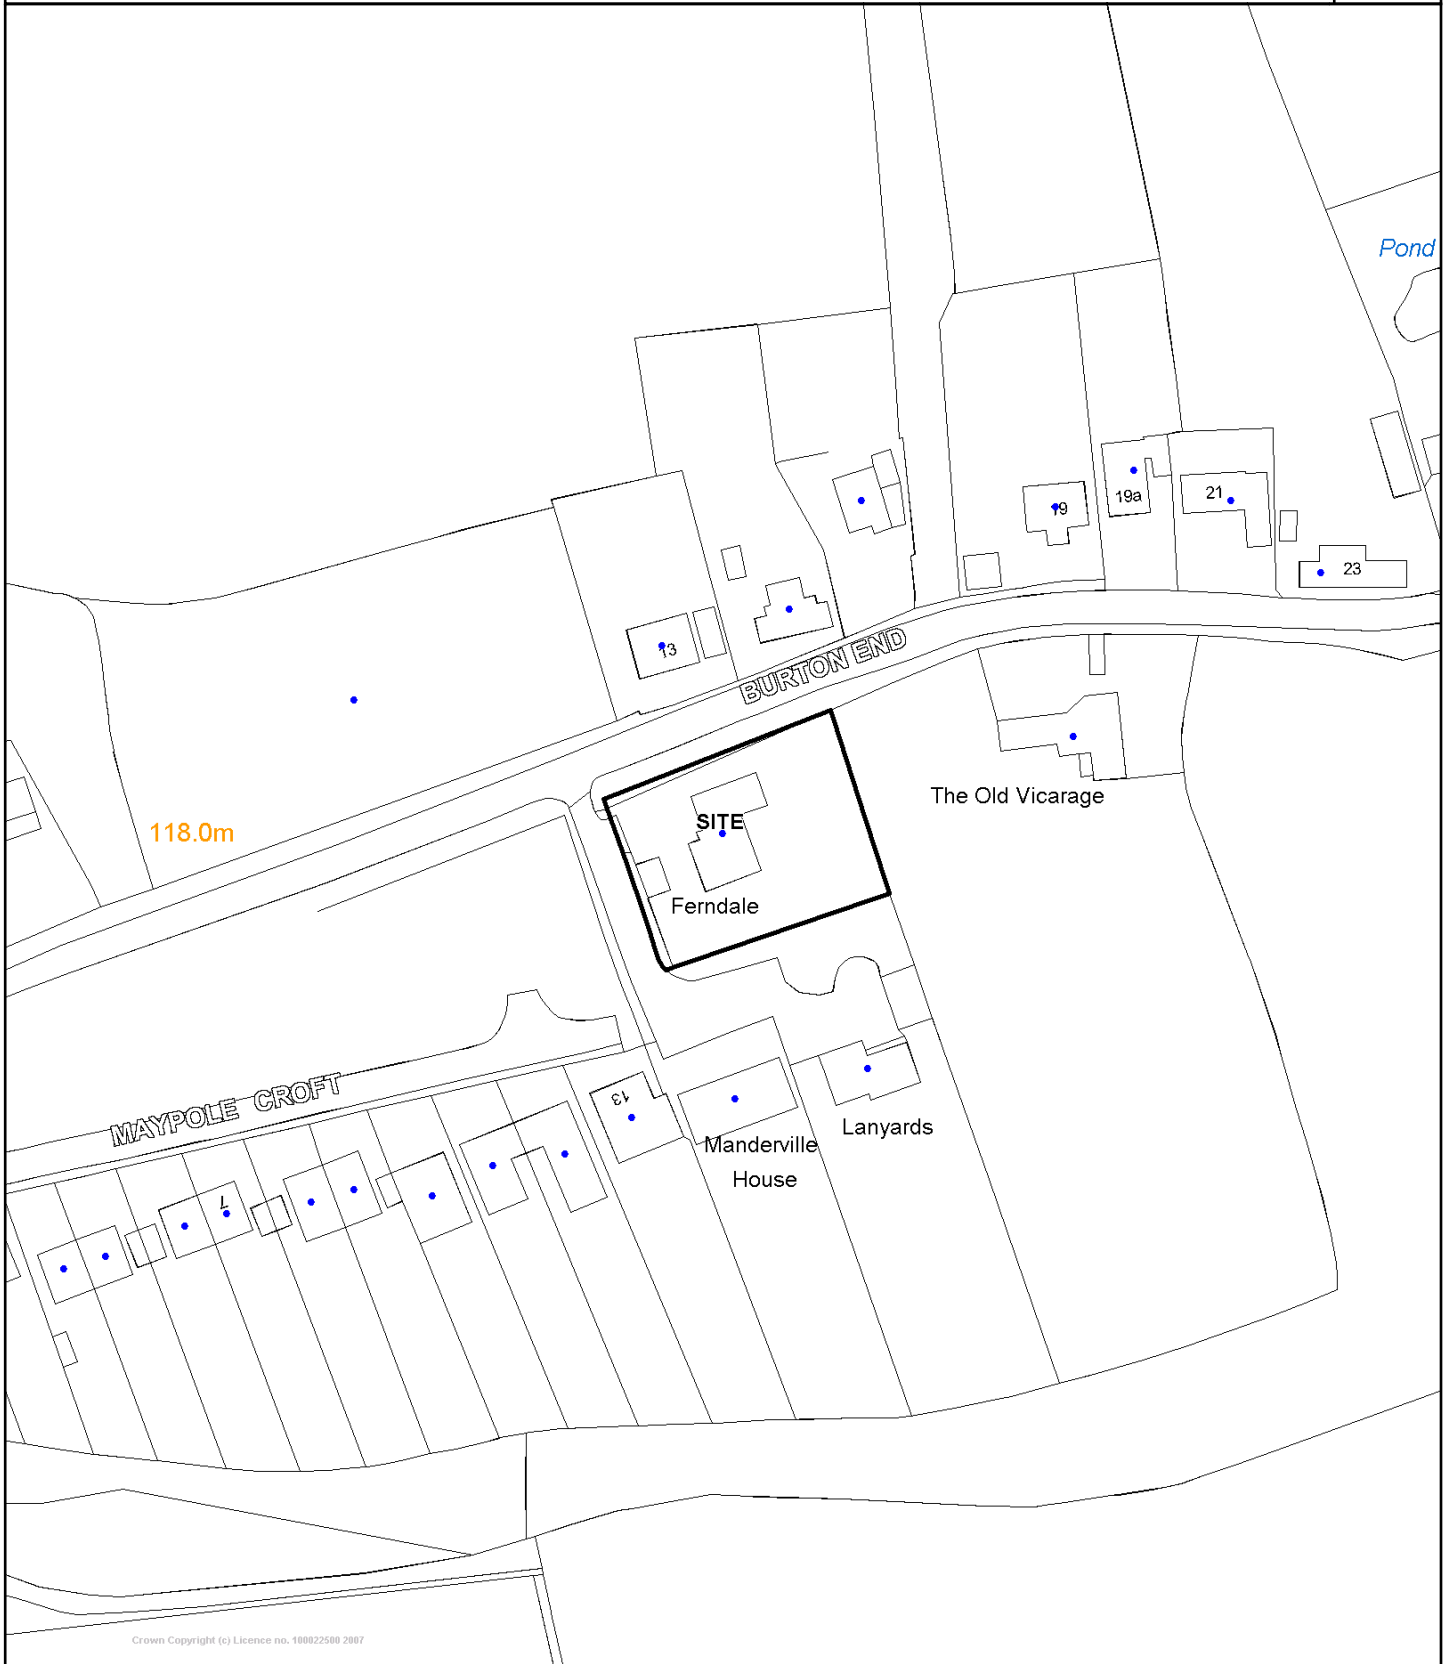 Pond
19
19a
21
23
13
BURTON END
The Old Vicarage
118.0m
SITE
Ferndale
MAYPOLE CROFT
13
Manderville
House
Lanyards
7
Crown Copyright (c) Licence no. 100022500 2007